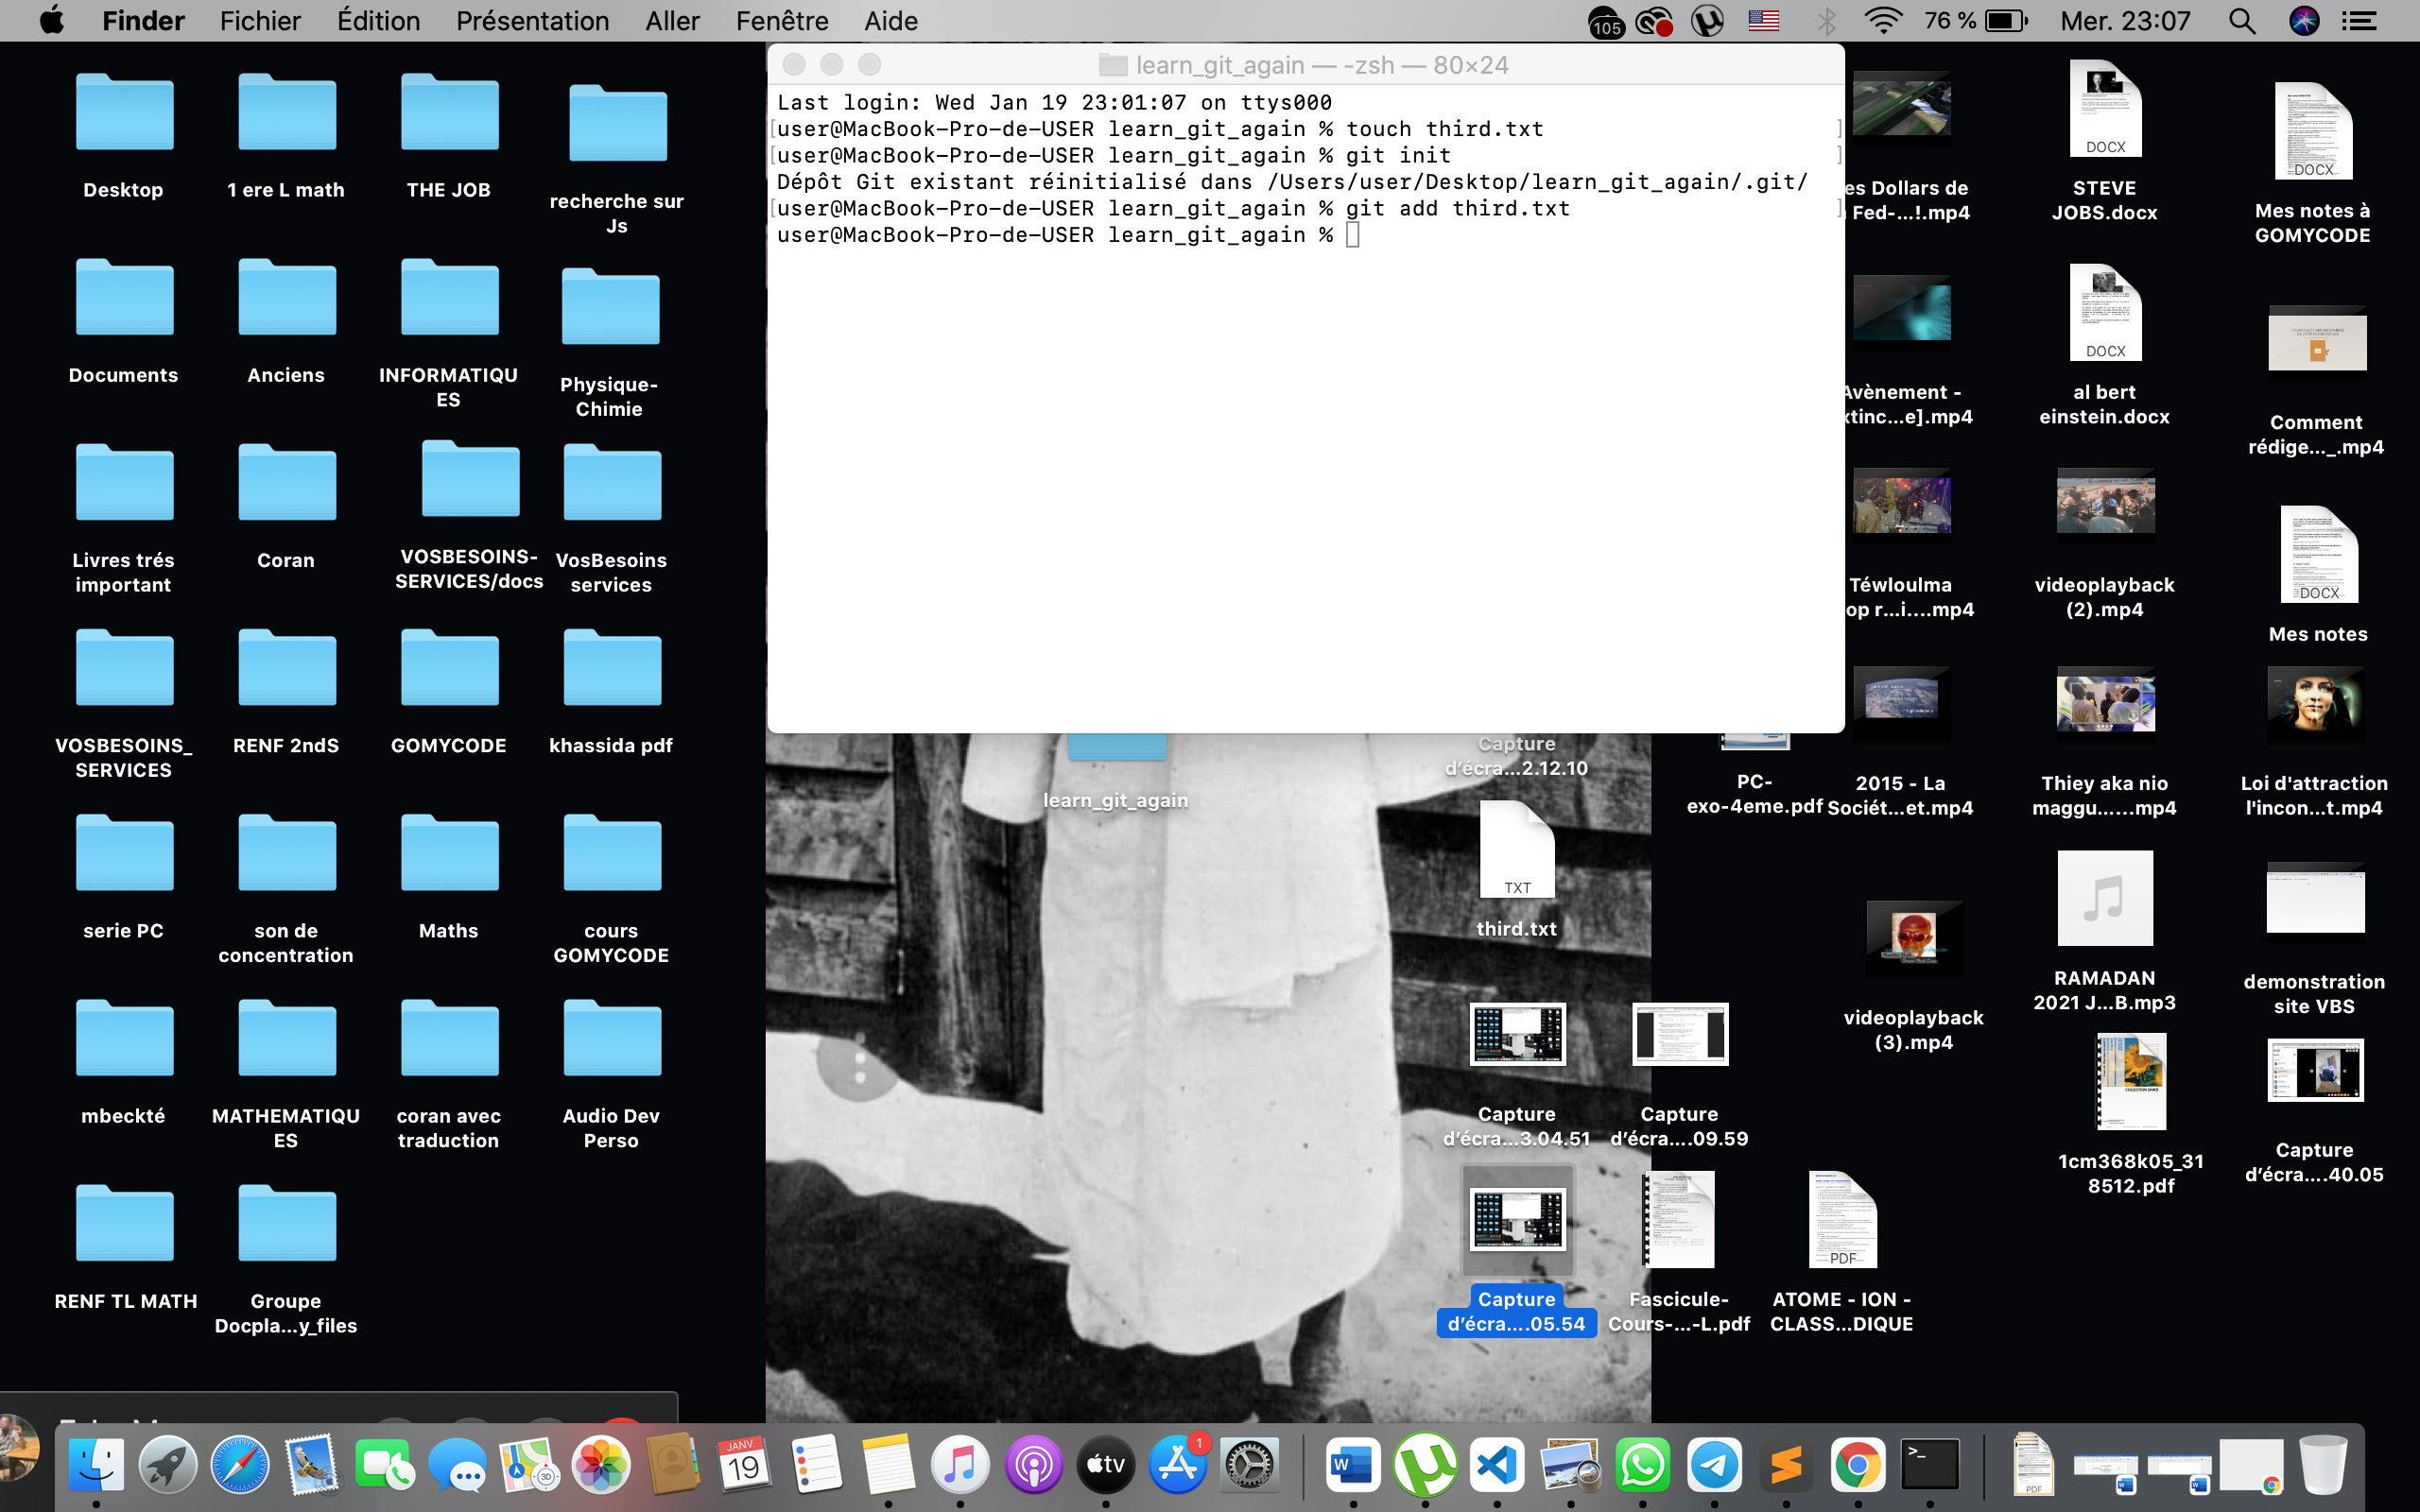 Finder Fichier Édition Présentation Aller Fenêtre Aide 105 76 % Mer. 23:07
learn_git_again — -zsh — 80×24
Last login: Wed Jan 19 23:01:07 on ttys000
[user@MacBook-Pro-de-USER learn_git_again % touch third.txt ]
[user@MacBook-Pro-de-USER learn_git_again % git init ]
Dépôt Git existant réinitialisé dans /Users/user/Desktop/learn_git_again/.git/
[user@MacBook-Pro-de-USER learn_git_again % git add third.txt ]
user@MacBook-Pro-de-USER learn_git_again %
Desktop
1 ere L math
THE JOB
recherche sur
Js
Documents
Anciens
INFORMATIQU
ES
Physique-
Chimie
Livres trés
important
Coran
VOSBESOINS-
SERVICES/docs
VosBesoins
services
VOSBESOINS_
SERVICES
RENF 2ndS
GOMYCODE
khassida pdf
serie PC
son de
concentration
Maths
cours
GOMYCODE
mbeckté
MATHEMATIQU
ES
coran avec
traduction
Audio Dev
Perso
RENF TL MATH
Groupe
Docpla...y_files
learn_git_again
Capture
d'écra...2.12.10
TXT
third.txt
Capture
d'écra...3.04.51
Capture
d'écra....09.59
Capture
d'écra....05.54
Fascicule-
Cours-...-L.pdf
PDF
ATOME - ION -
CLASS...DIQUE
PC-
exo-4eme.pdf
es Dollars de
Fed-...!.mp4
DOCX
STEVE
JOBS.docx
DOCX
Mes notes à
GOMYCODE
Avènement -
xtinc...e].mp4
DOCX
al bert
einstein.docx
Comment
rédige..._.mp4
Téwloulma
op r...i....mp4
videoplayback
(2).mp4
DOCX
Mes notes
2015 - La
Sociét...et.mp4
Thiey aka nio
maggu......mp4
Loi d'attraction
l'incon...t.mp4
videoplayback
(3).mp4
RAMADAN
2021 J...B.mp3
demonstration
site VBS
1cm368k05_31
8512.pdf
Capture
d'écra....40.05
JANV.
19
3D
tv
1
W
>_
PDF